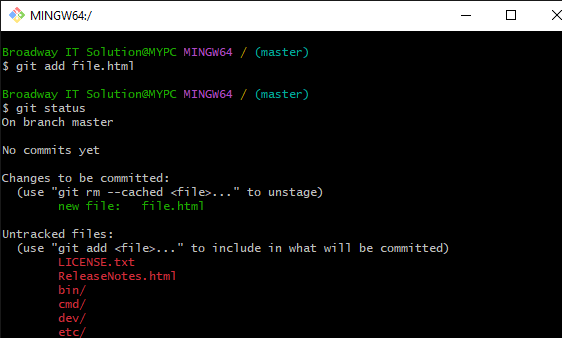 MINGW64:/
Broadway IT Solution@MYPC MINGW64 / (master)
$ git add file.html
Broadway IT Solution@MYPC MINGW64 / (master)
$ git status
On branch master
No commits yet
Changes to be committed:
  (use "git rm --cached <file>..." to unstage)
        new file:   file.html
Untracked files:
  (use "git add <file>..." to include in what will be committed)
        LICENSE.txt
        ReleaseNotes.html
        bin/
        cmd/
        dev/
        etc/